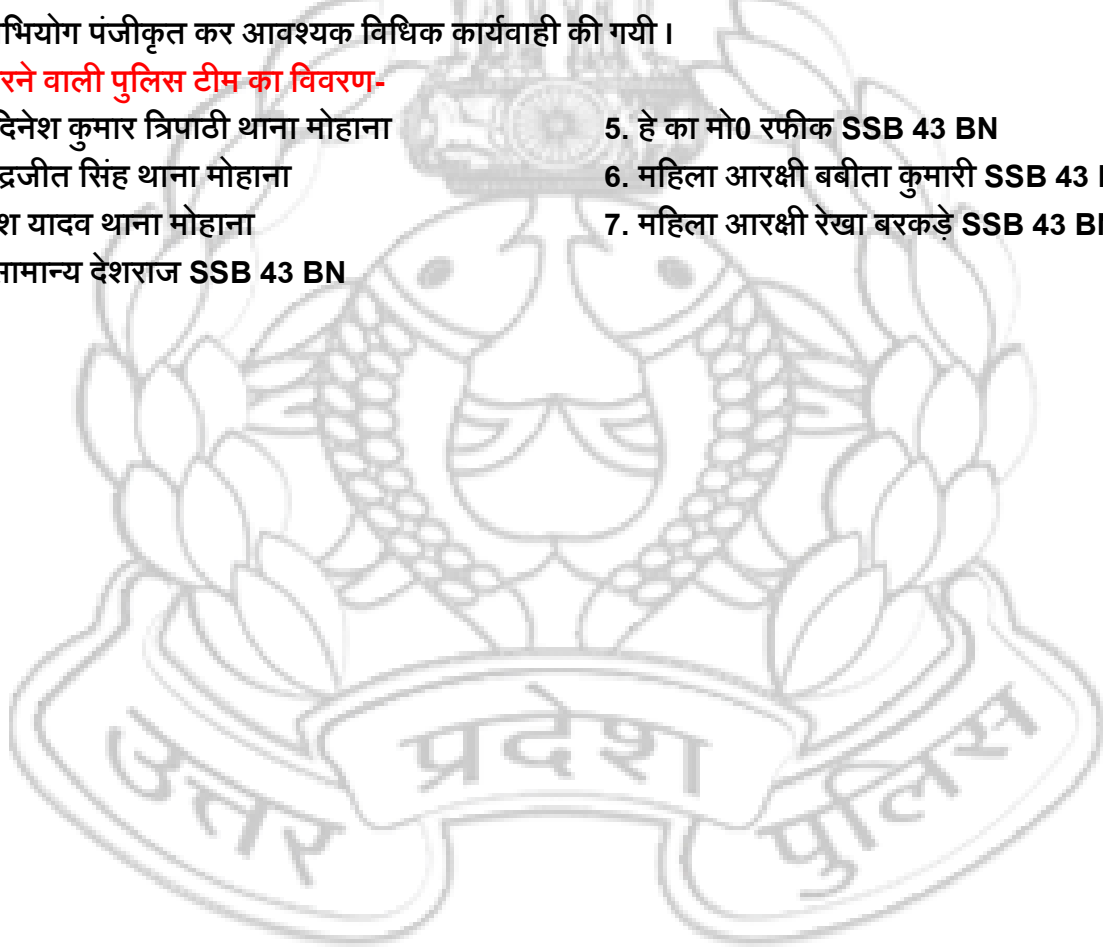 भियोग पंजीकृत कर आवश्यक विधिक कार्यवाही की गयी ।
रने वाली पुलिस टीम का विवरण-
दिनेश कुमार त्रिपाठी थाना मोहाना
द्रजीत सिंह थाना मोहाना
श यादव थाना मोहाना
सामान्य देशराज SSB 43 BN
5. हे का मो0 रफीक SSB 43 BN
6. महिला आरक्षी बबीता कुमारी SSB 43
7. महिला आरक्षी रेखा बरकड़े SSB 43 BN
उत्तर प्रदेश पुलिस